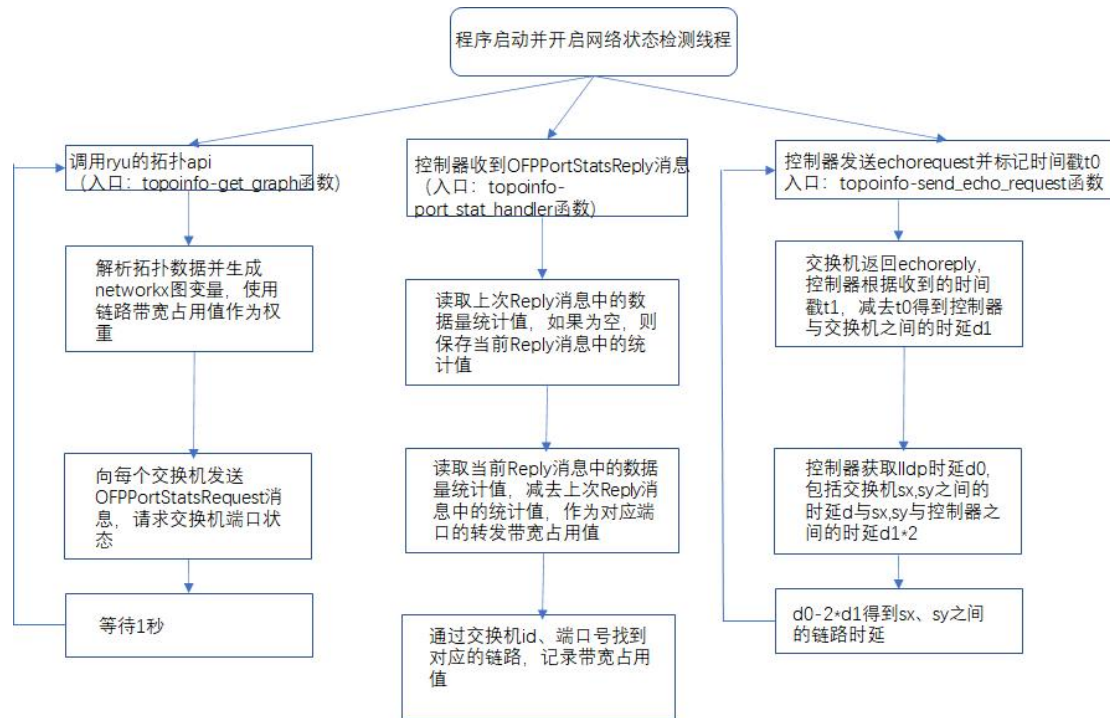 程序启动并开启网络状态检测线程
调用ryu的拓扑api
（入口：topoinfo-get_graph函数）
解析拓扑数据并生成
networkx图变量，使用
链路带宽占用值作为权
重
向每个交换机发送
OFPPortStatsRequest消
息，请求交换机端口状
态
等待1秒
控制器收到OFPPortStatsReply消息
（入口：topoinfo-
port_stat_handler函数）
读取上次Reply消息中的数
据量统计值，如果为空，则
保存当前Reply消息中的统
计值
读取当前Reply消息中的数据
量统计值，减去上次Reply消
息中的统计值，作为对应端
口的转发带宽占用值
通过交换机id、端口号找到
对应的链路，记录带宽占用
值
控制器发送echorequest并标记时间戳t0
入口：topoinfo-send_echo_request函数
交换机返回echoreply,
控制器根据收到的时间
戳t1，减去t0得到控制器
与交换机之间的时延d1
控制器获取lldp时延d0,
包括交换机sx,sy之间的
时延d与sx,sy与控制器之
间的时延d1*2
d0-2*d1得到sx、sy之间
的链路时延